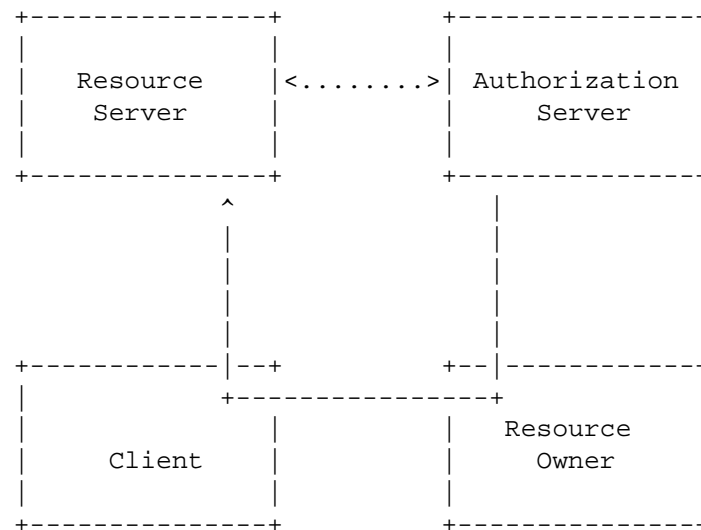 Resource
Authorization
Server
Server
Resource
Client
Owner